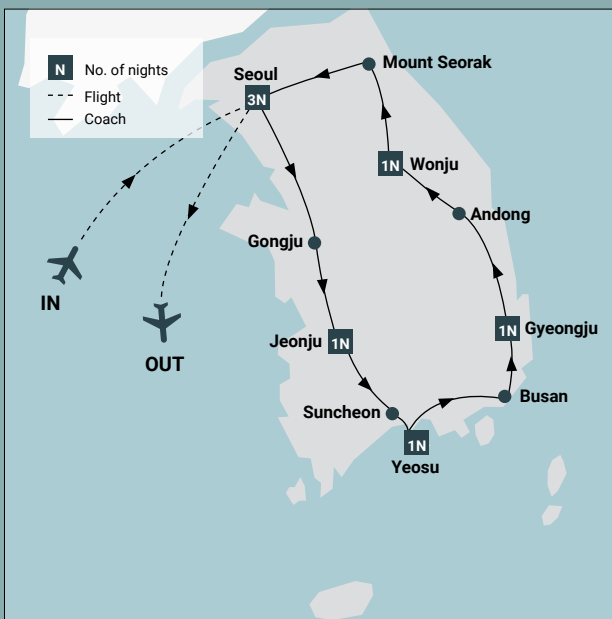 N No. of nights
Flight
Coach
Seoul
3N
Mount Seorak
1N Wonju
Andong
Gongju
IN
OUT
Jeonju 1N
1N Gyeongju
Suncheon
Busan
1N
Yeosu